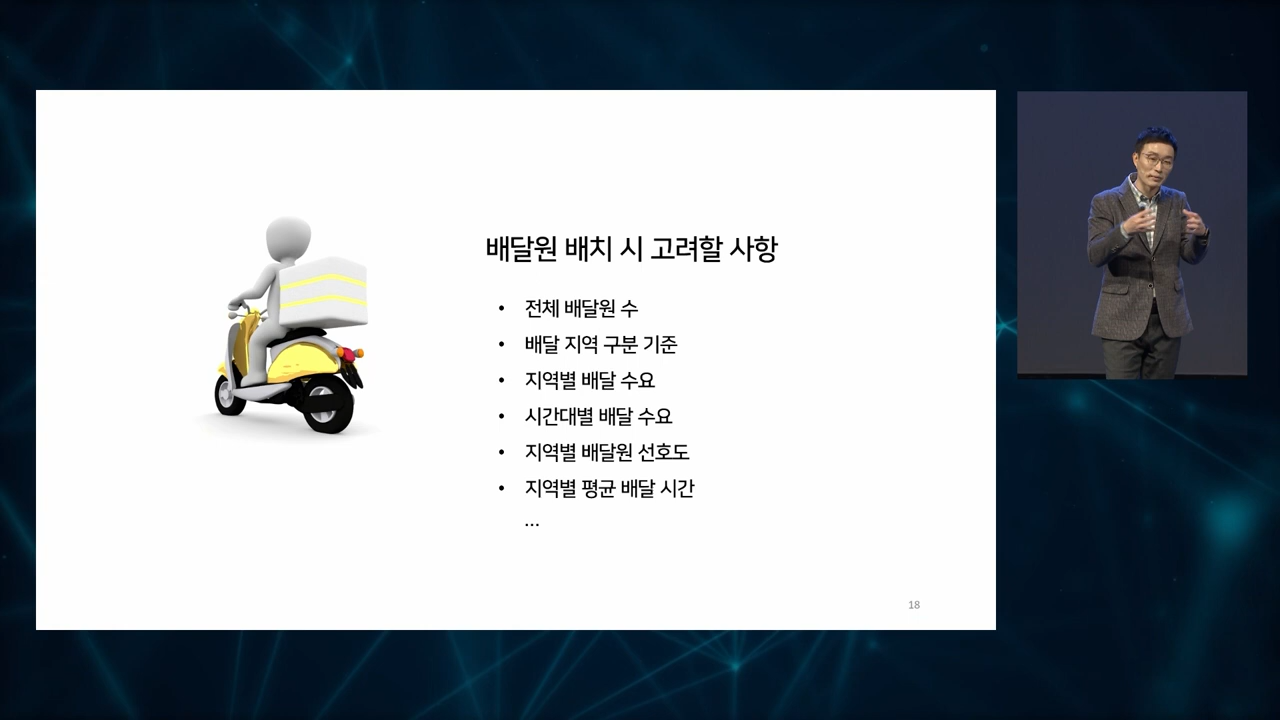 배달원 배치 시 고려할 사항
• 전체 배달원 수
• 배달 지역 구분 기준
• 지역별 배달 수요
• 시간대별 배달 수요
• 지역별 배달원 선호도
• 지역별 평균 배달 시간
...
18